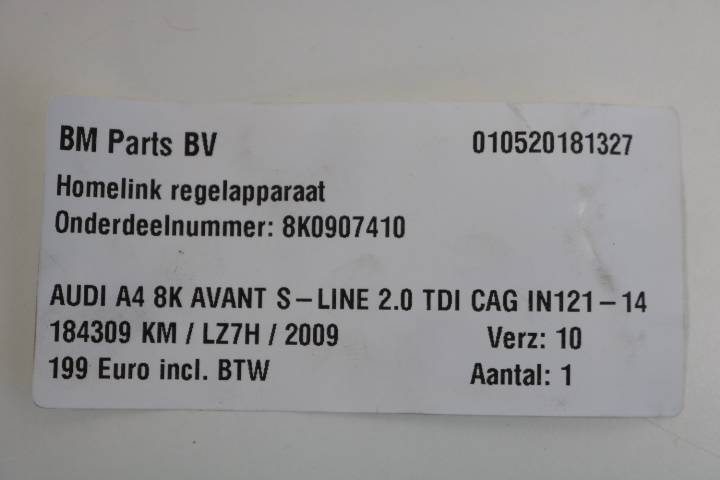 BM Parts BV 010520181327
Homelink regelapparaat
Onderdeelnummer: 8K0907410
AUDI A4 8K AVANT S-LINE 2.0 TDI CAG IN121-14
184309 KM / LZ7H / 2009 Verz: 10
199 Euro incl. BTW Aantal: 1